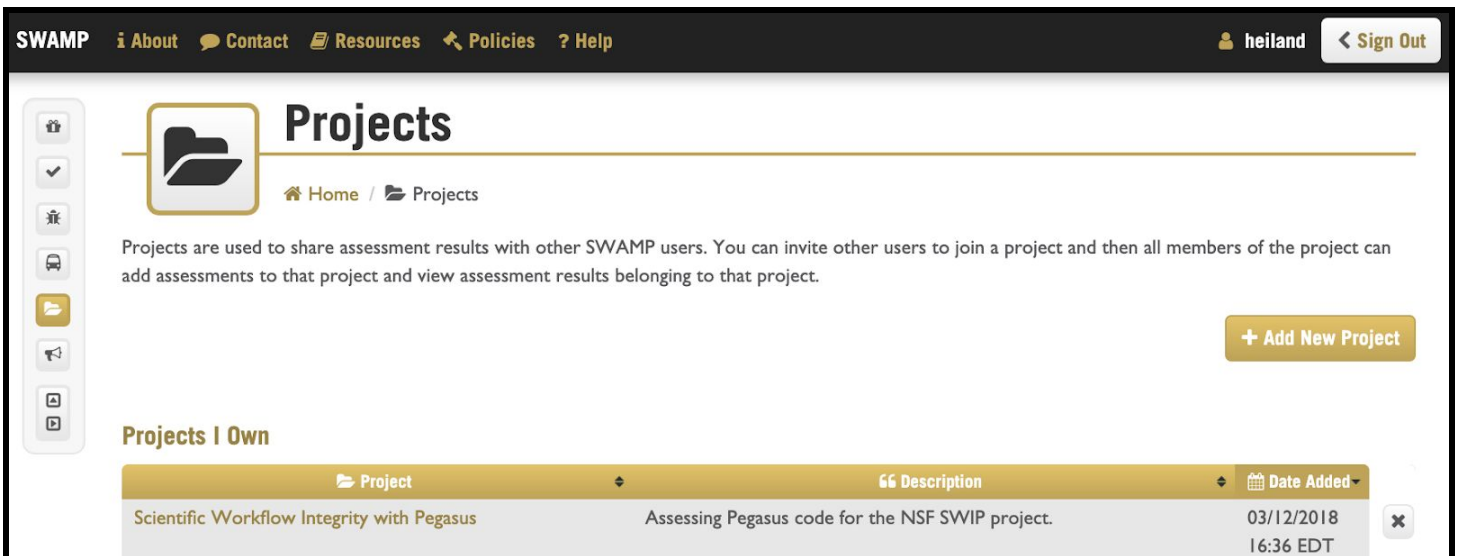 SWAMP About Contact Resources Policies ? Help heiland Sign Out
Projects
Home / Projects
Projects are used to share assessment results with other SWAMP users. You can invite other users to join a project and then all members of the project can
add assessments to that project and view assessment results belonging to that project.
+ Add New Project
Projects I Own
Project Description Date Added
Scientific Workflow Integrity with Pegasus Assessing Pegasus code for the NSF SWIP project. 03/12/2018
16:36 EDT